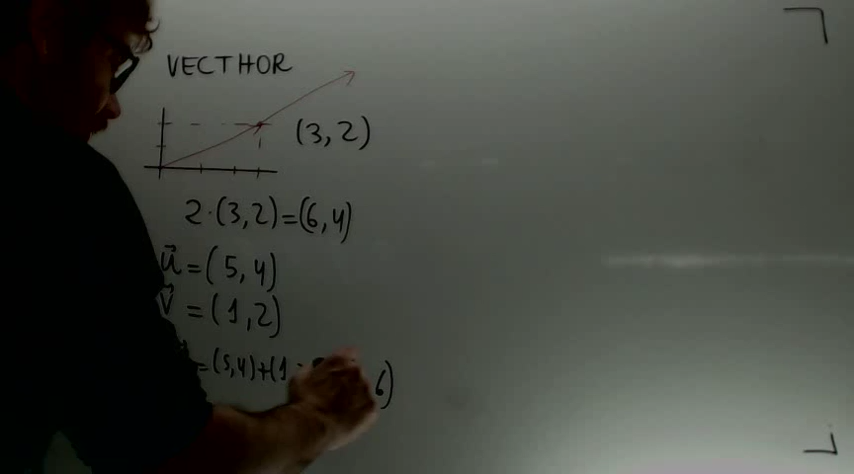 VECTHOR
(3,2)
2·(3,2)=(6,4)
u⃗=(5,4)
v⃗=(1,2)
=(5,4)+(1 6)